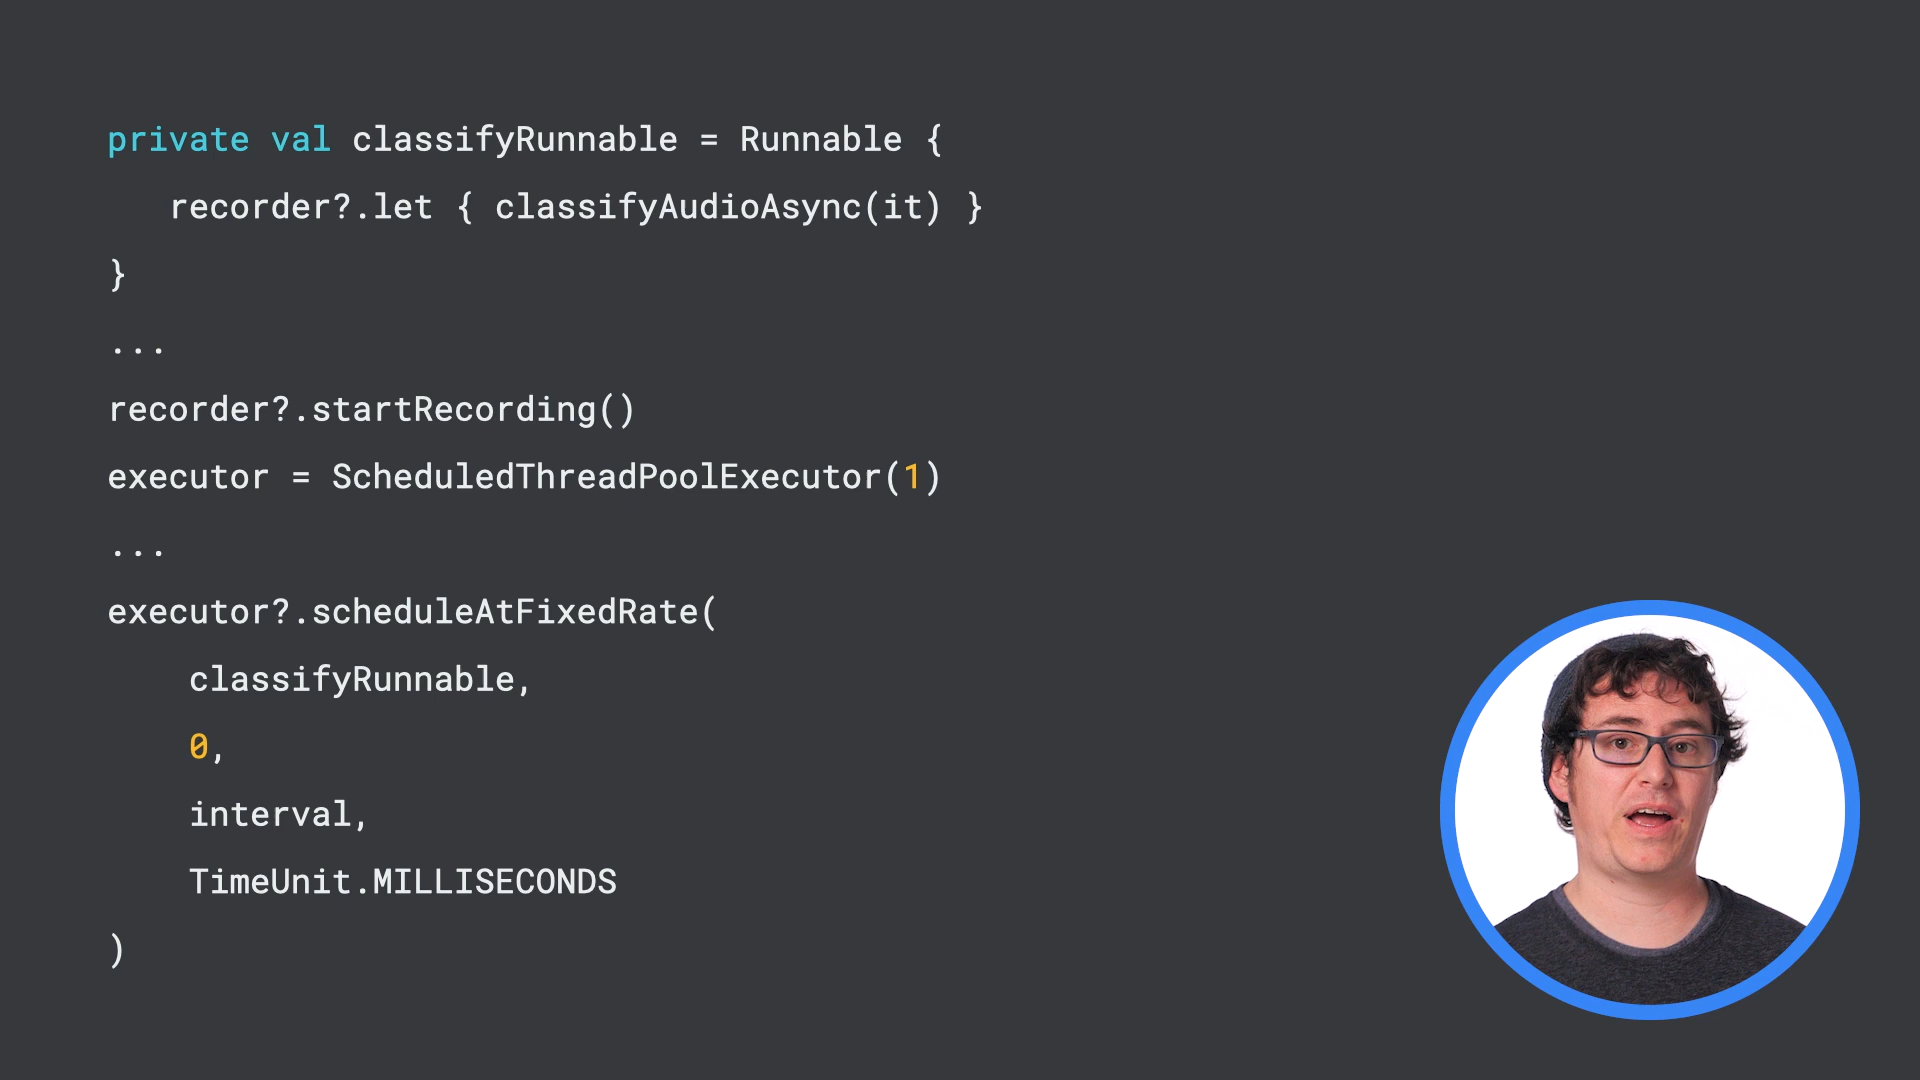 private val classifyRunnable = Runnable {
recorder?.let { classifyAudioAsync(it) }
}
...
recorder?.startRecording()
executor = ScheduledThreadPoolExecutor(1)
...
executor?.scheduleAtFixedRate(
classifyRunnable,
0,
interval,
TimeUnit.MILLISECONDS
)